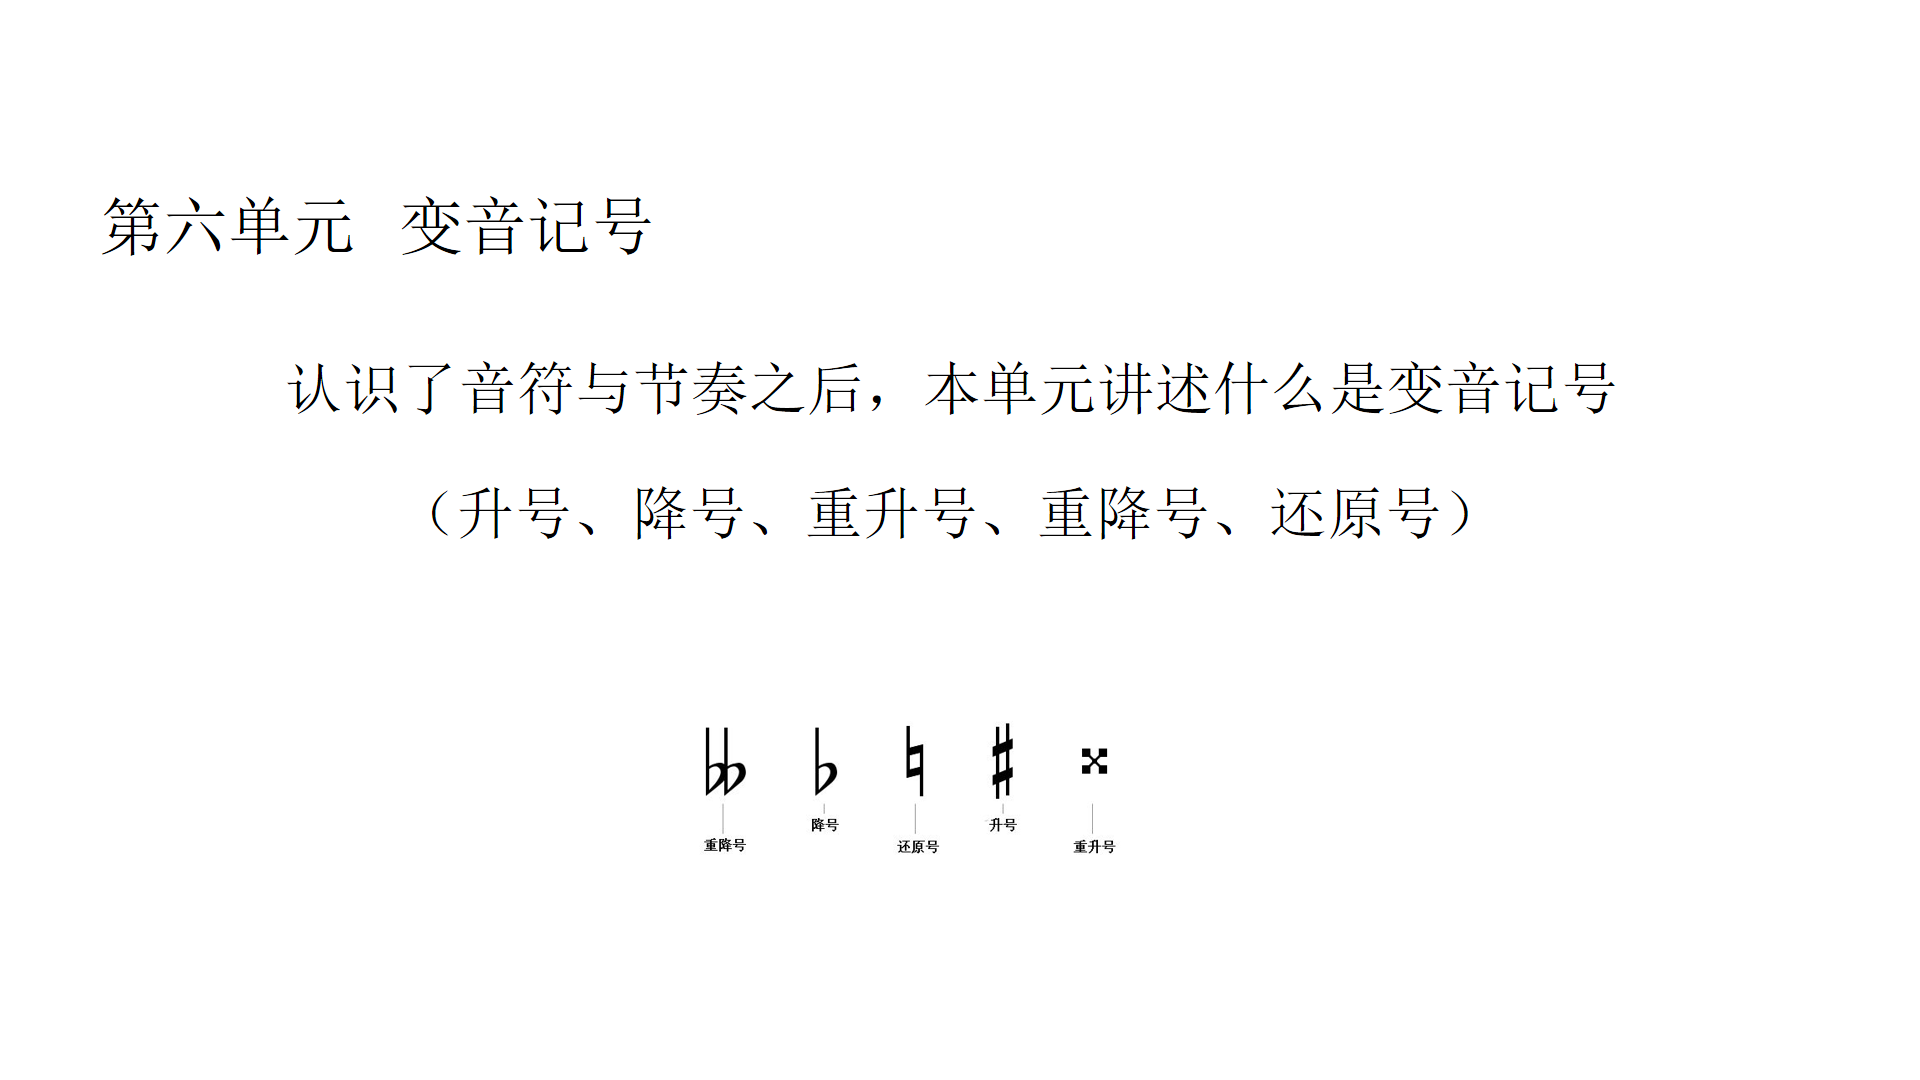 第六单元 变音记号
认识了音符与节奏之后，本单元讲述什么是变音记号
（升号、降号、重升号、重降号、还原号）
重降号 降号 还原号 升号 重升号